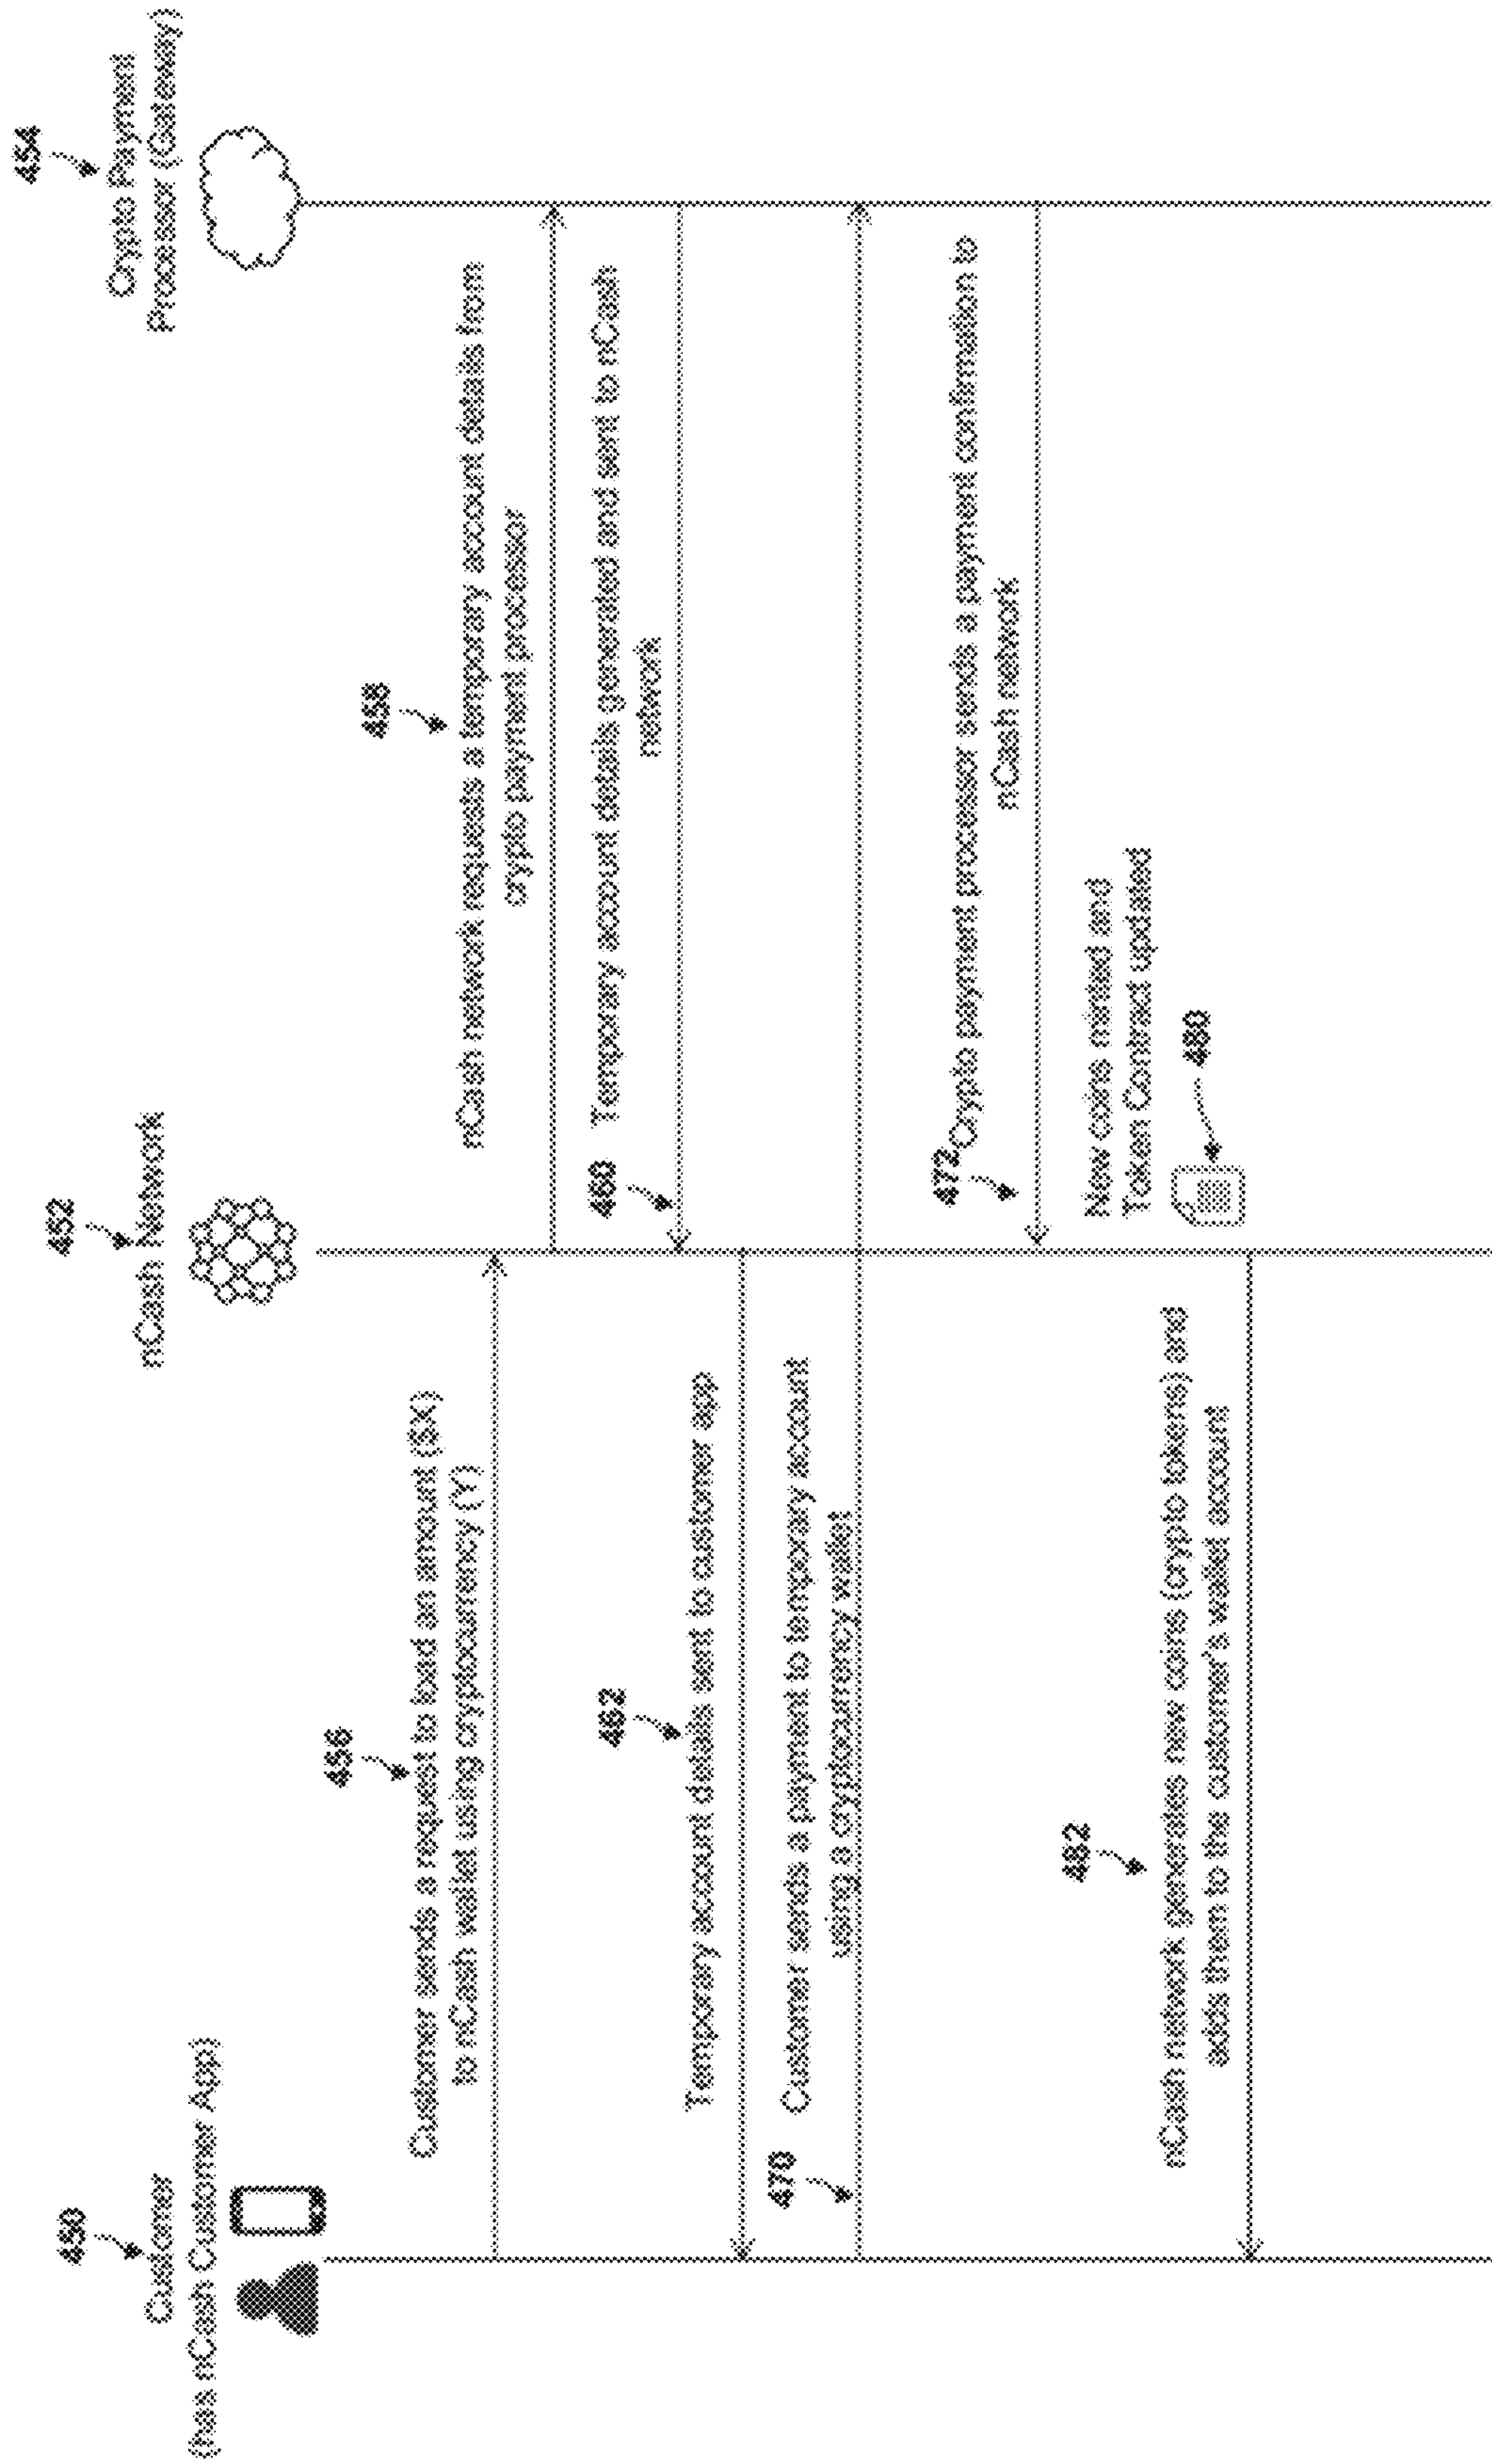 450
Customer
(has nCash Customer App)
452
nCash Network
454
Crypto Payment
Processor (Gateway)
456
Customer sends a request to load an amount ($X)
to nCash wallet using cryptocurrency (Y)
458
nCash network requests a temporary account details from
crypto payment processor
460
Temporary account details generated and sent to nCash
network
462
Temporary account details sent to customer app
470
Customer sends a payment to temporary account
using a cryptocurrency wallet
472
Crypto payment processor sends a payment confirmation to
nCash network
New coins minted and
Token Contract updated
480
482
nCash network generates new coins (crypto tokens) and
adds them to the customer's wallet account